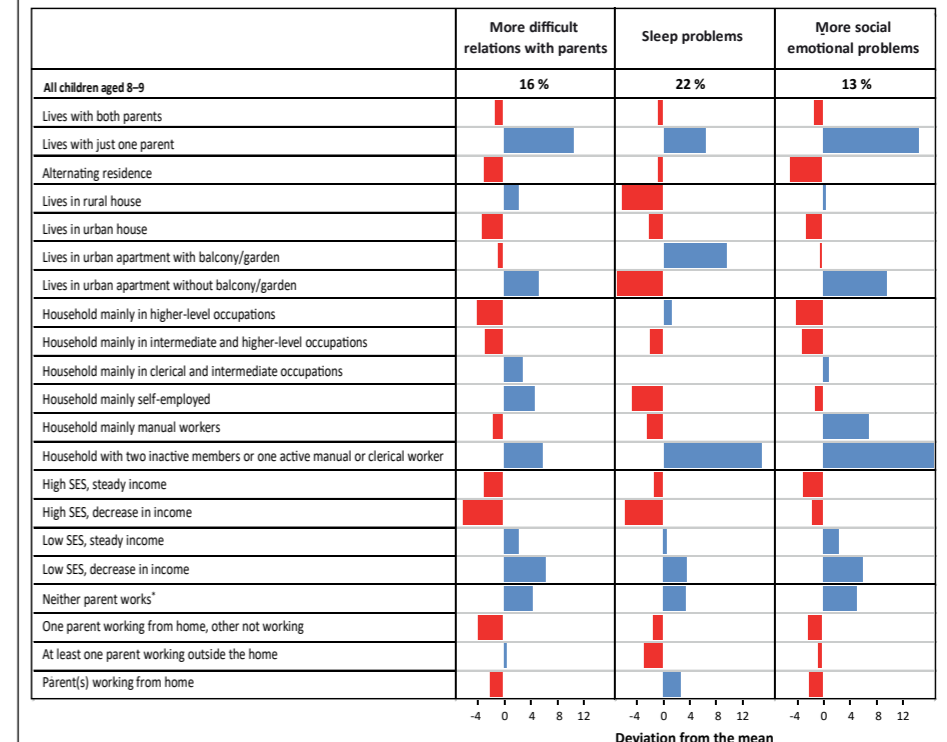 More difficult
relations with parents
Sleep problems
More social
emotional problems
All children aged 8–9
16 %
22 %
13 %
Lives with both parents
Lives with just one parent
Alternating residence
Lives in rural house
Lives in urban house
Lives in urban apartment with balcony/garden
Lives in urban apartment without balcony/garden
Household mainly in higher-level occupations
Household mainly in intermediate and higher-level occupations
Household mainly in clerical and intermediate occupations
Household mainly self-employed
Household mainly manual workers
Household with two inactive members or one active manual or clerical worker
High SES, steady income
High SES, decrease in income
Low SES, steady income
Low SES, decrease in income
Neither parent works*
One parent working from home, other not working
At least one parent working outside the home
Parent(s) working from home
-4 0 4 8 12
-4 0 4 8 12
-4 0 4 8 12
Deviation from the mean